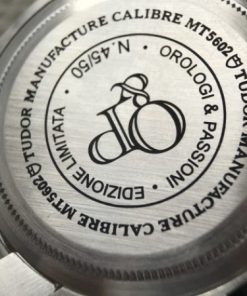 TUDOR MANUFACTURE CALIBRE MT5602
TUDOR MANUFACTURE CALIBRE MT5602
OROLOGI & PASSIONI • EDIZIONE LIMITATA • N.45/50 •
OP